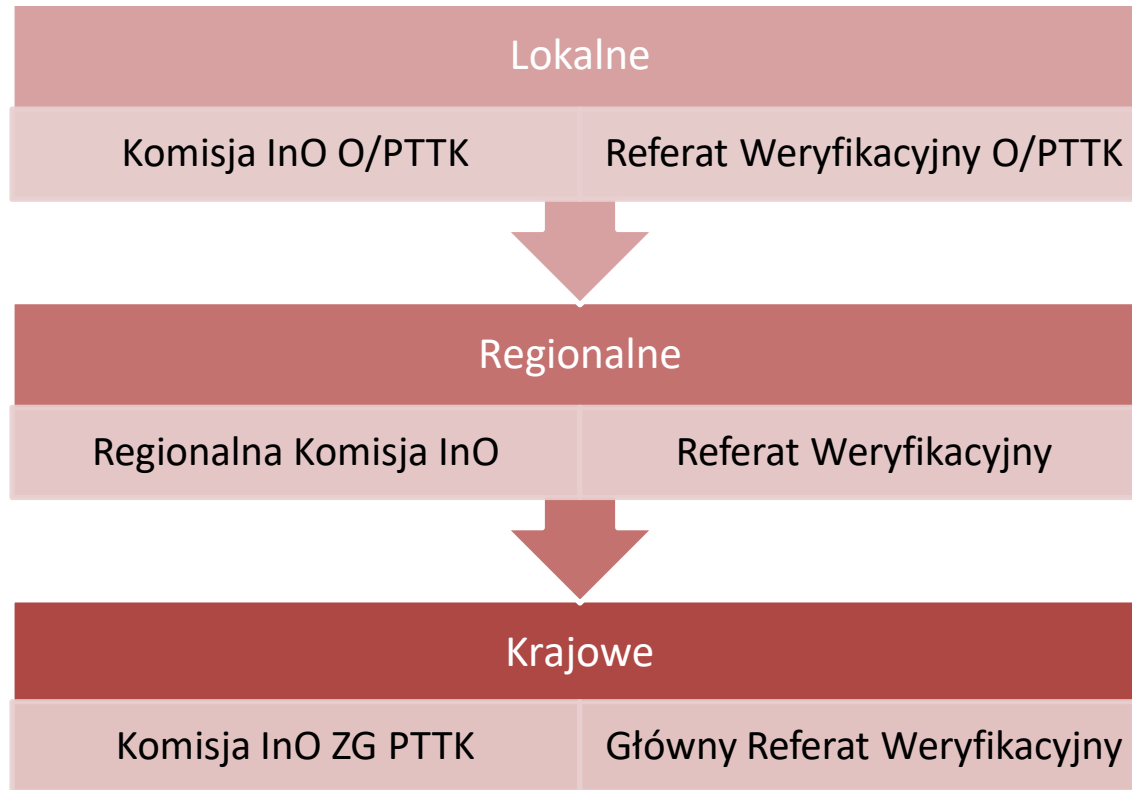 Lokalne
Komisja InO O/PTTK
Referat Weryfikacyjny O/PTTK
Regionalne
Regionalna Komisja InO
Referat Weryfikacyjny
Krajowe
Komisja InO ZG PTTK
Główny Referat Weryfikacyjny